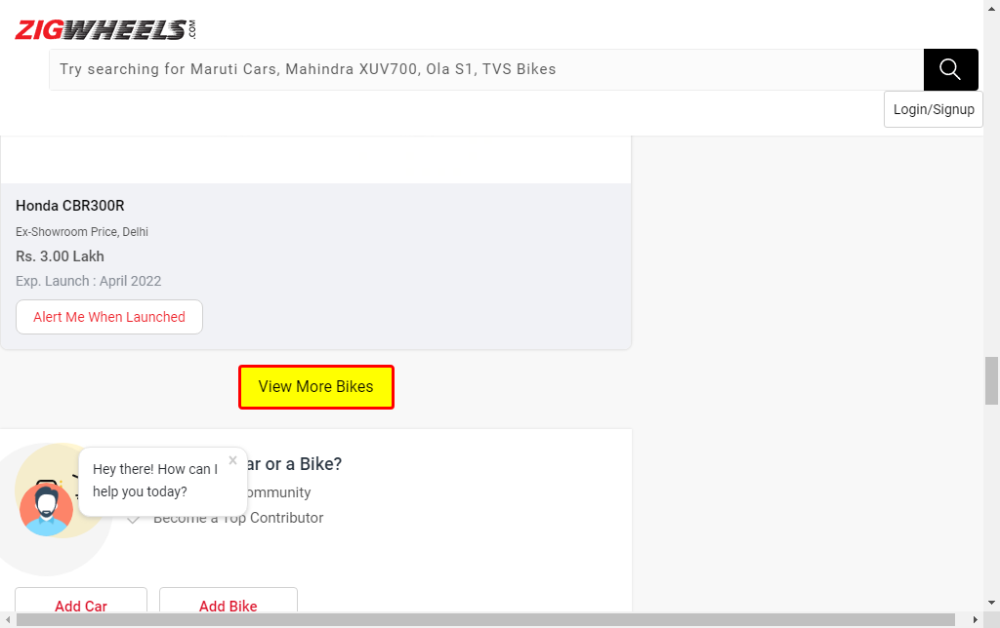 ZIGWHEELS.COM
Try searching for Maruti Cars, Mahindra XUV700, Ola S1, TVS Bikes
Login/Signup
Honda CBR300R
Ex-Showroom Price, Delhi
Rs. 3.00 Lakh
Exp. Launch : April 2022
Alert Me When Launched
View More Bikes
ar or a Bike?
Hey there! How can I
help you today?
×
ommunity
Become a Top Contributor
Add Car
Add Bike